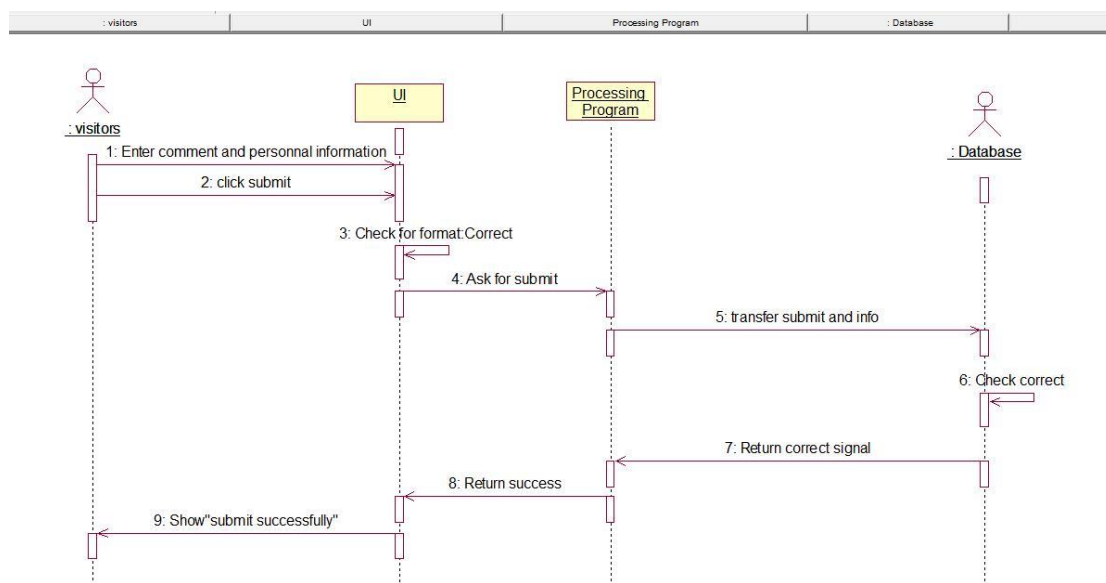 : visitors
UI
Processing Program
: Database
UI
Processing
Program
: visitors
: Database
1: Enter comment and personnal information
2: click submit
3: Check for format:Correct
4: Ask for submit
5: transfer submit and info
6: Check correct
7: Return correct signal
8: Return success
9: Show"submit successfully"